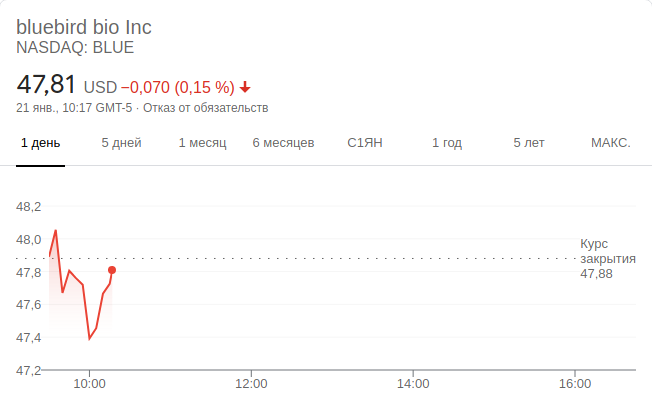 bluebird bio Inc
NASDAQ: BLUE
47,81 USD −0,070 (0,15 %)
21 янв., 10:17 GMT-5 · Отказ от обязательств
1 день 5 дней 1 месяц 6 месяцев С1ЯН 1 год 5 лет МАКС.
48,2
48,0
47,8
47,6
47,4
47,2
Курс
закрытия
47,88
10:00 12:00 14:00 16:00